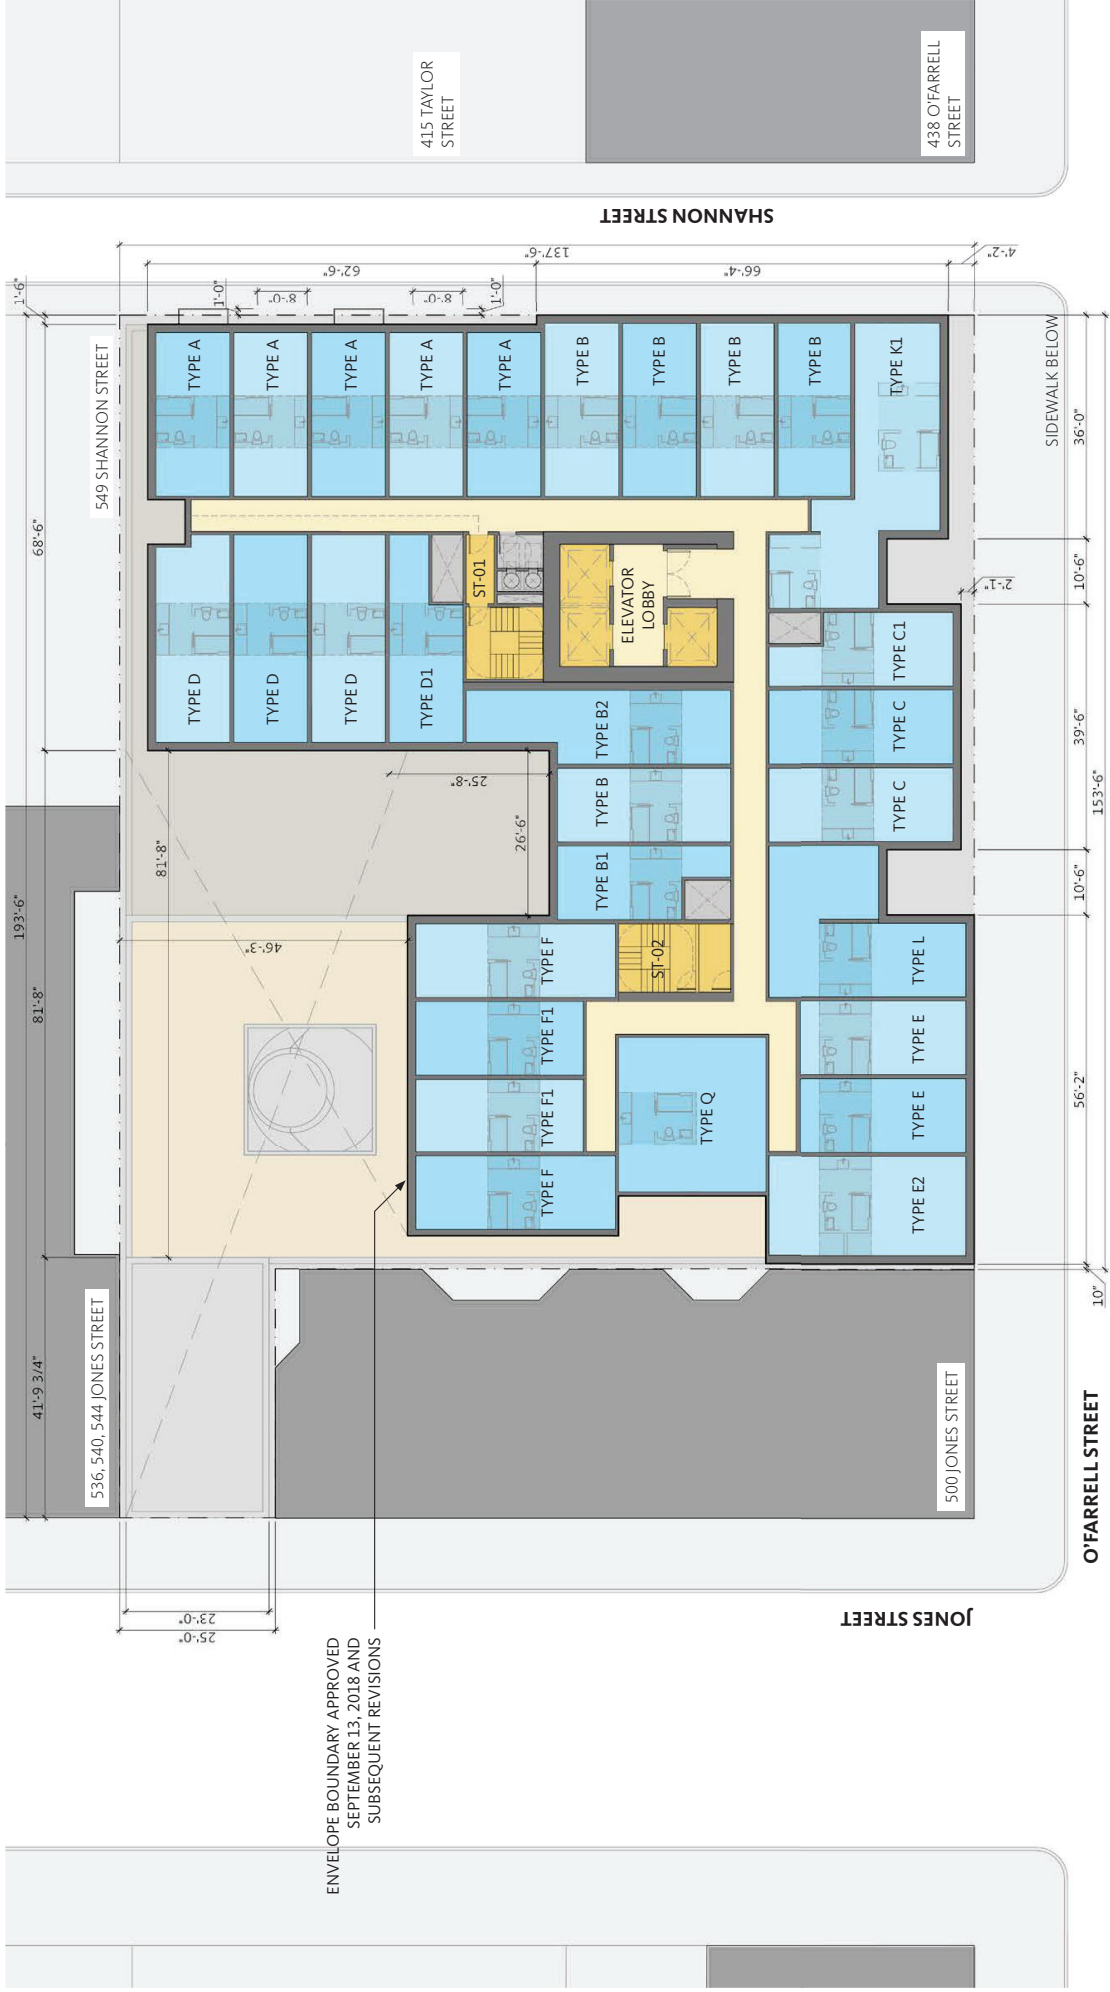 415 TAYLOR
STREET
438 O'FARRELL
STREET
SHANNON STREET
137'-6"
62'-6"
66'-4"
4'-2"
1'-6"
1'-0"
8'-0"
8'-0"
1'-0"
549 SHANNON STREET
SIDEWALK BELOW
TYPE A
TYPE A
TYPE A
TYPE A
TYPE A
TYPE B
TYPE B
TYPE B
TYPE B
TYPE K1
36'-0"
68'-6"
ST-01
ELEVATOR
LOBBY
10'-6"
2'-1"
TYPE D
TYPE D
TYPE D
TYPE D1
TYPE B2
TYPE B
TYPE B1
TYPE C1
TYPE C
TYPE C
39'-6"
153'-6"
25'-8"
26'-6"
81'-8"
193'-6"
10'-6"
46'-3"
81'-8"
TYPE F
TYPE F1
TYPE F1
TYPE F
ST-02
TYPE Q
TYPE L
TYPE E
TYPE E
TYPE E2
56'-2"
10"
536, 540, 544 JONES STREET
41'-9 3/4"
500 JONES STREET
O'FARRELL STREET
23'-0"
25'-0"
JONES STREET
ENVELOPE BOUNDARY APPROVED
SEPTEMBER 13, 2018 AND
SUBSEQUENT REVISIONS